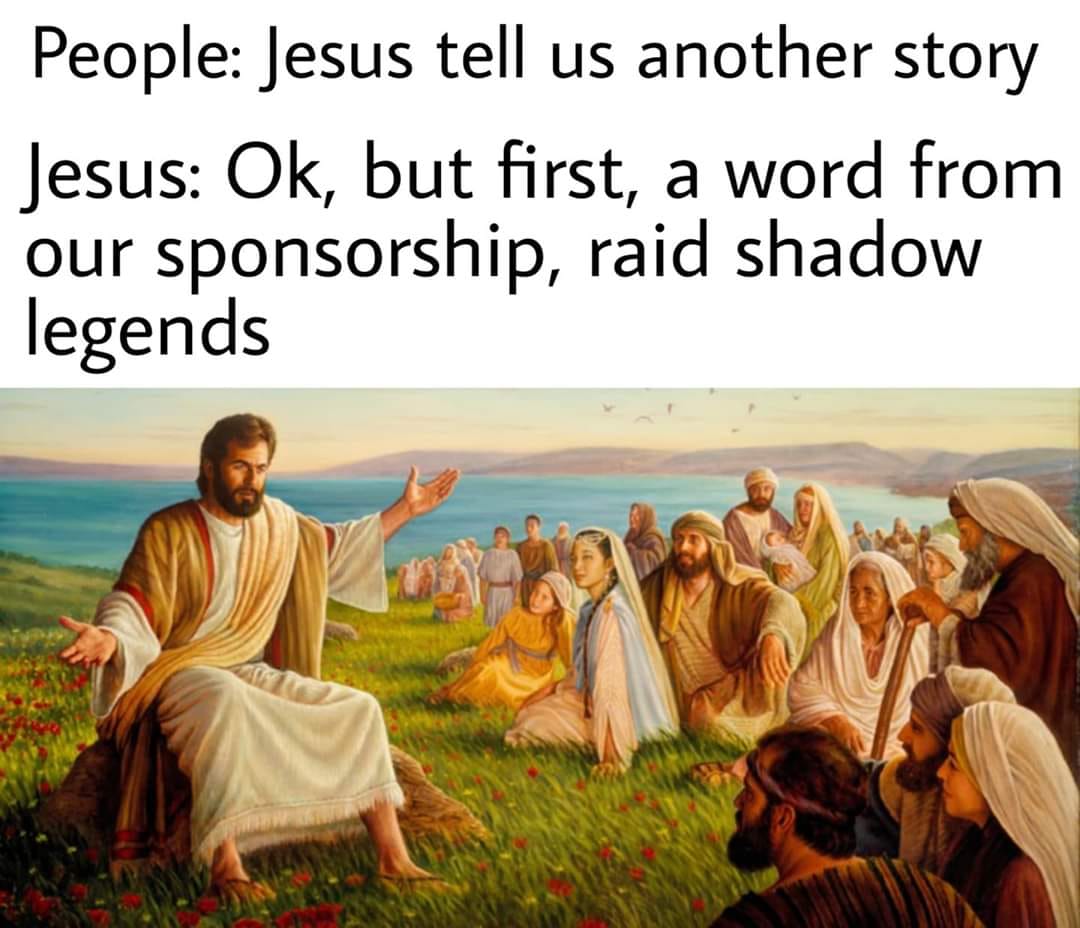 People: Jesus tell us another story
Jesus: Ok, but first, a word from
our sponsorship, raid shadow
legends